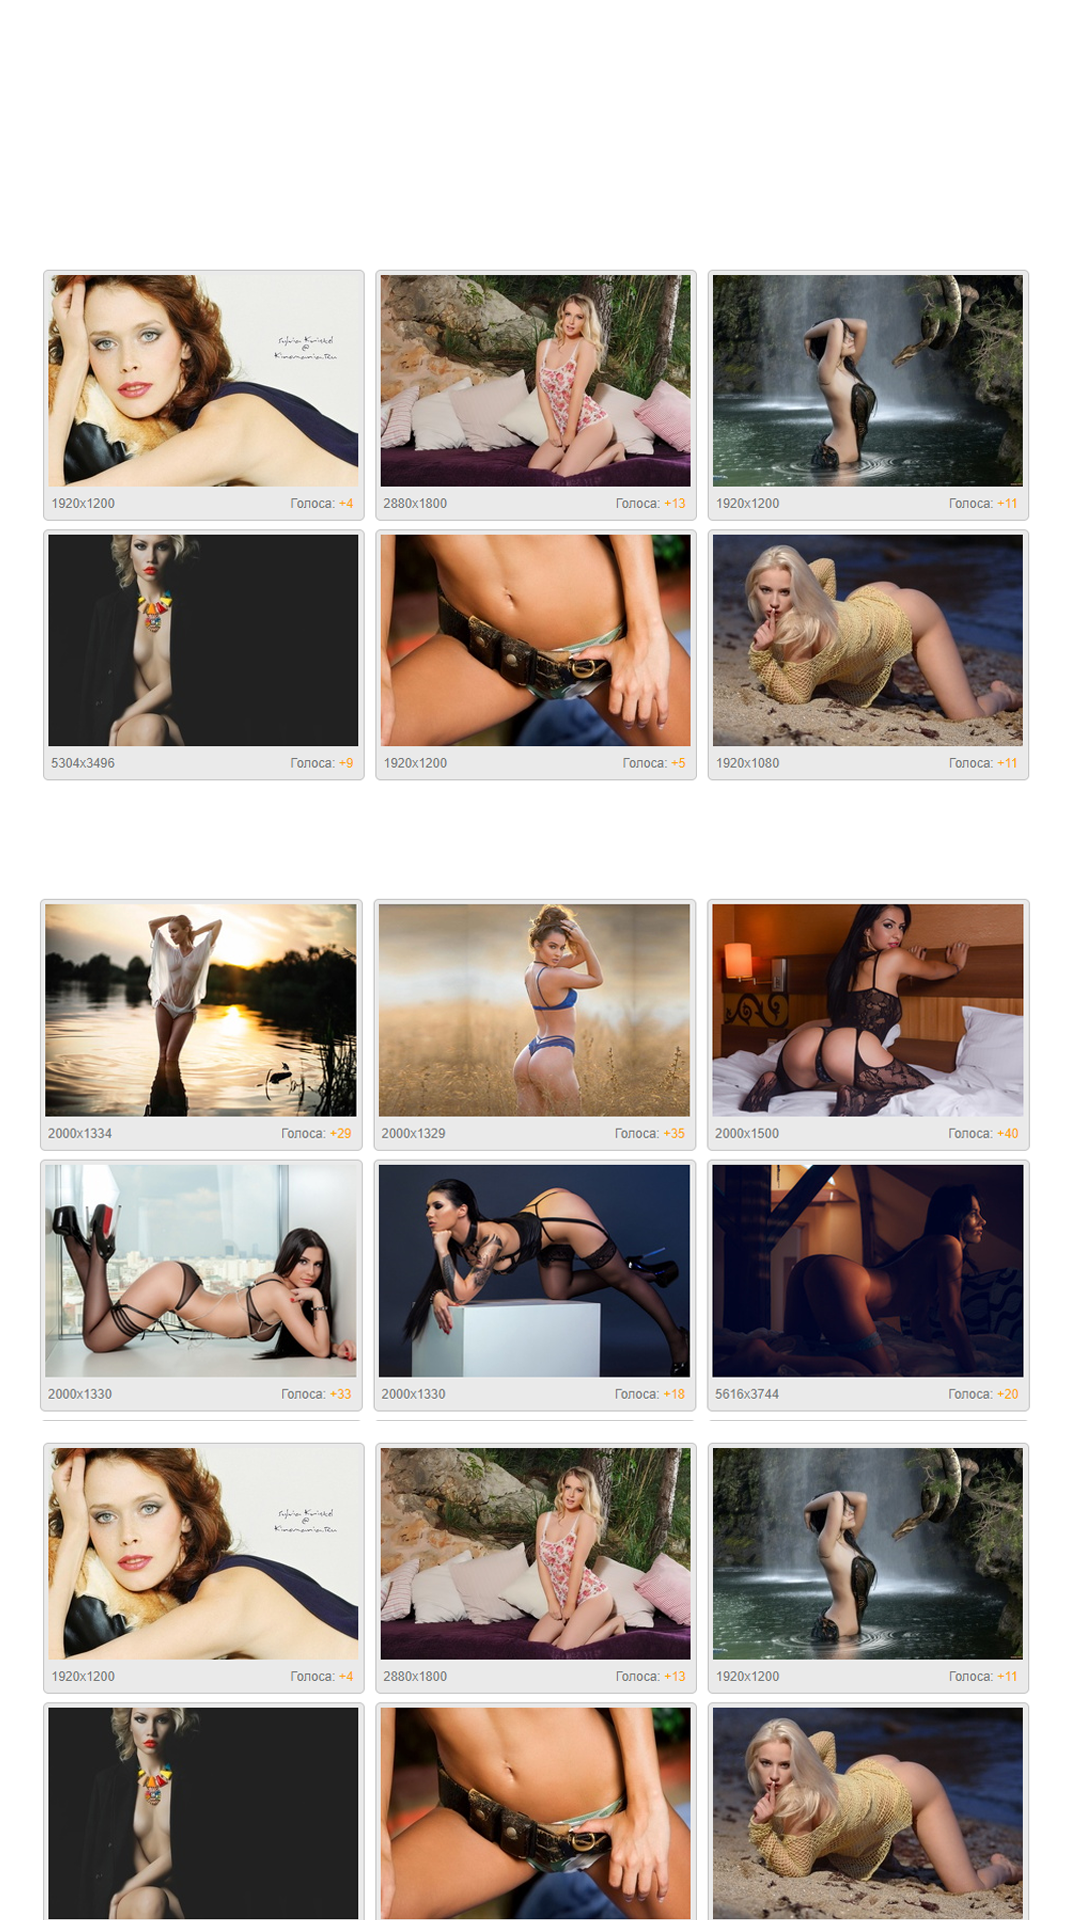 Sylvia Kristel
@
Kinomania.Ru
1920x1200 Голоса: +4
2880x1800 Голоса: +13
1920x1200 Голоса: +11
5304x3496 Голоса: +9
1920x1200 Голоса: +5
1920x1080 Голоса: +11
2000x1334 Голоса: +29
2000x1329 Голоса: +35
2000x1500 Голоса: +40
2000x1330 Голоса: +33
2000x1330 Голоса: +18
5616x3744 Голоса: +20
Sylvia Kristel
@
Kinomania.Ru
1920x1200 Голоса: +4
2880x1800 Голоса: +13
1920x1200 Голоса: +11